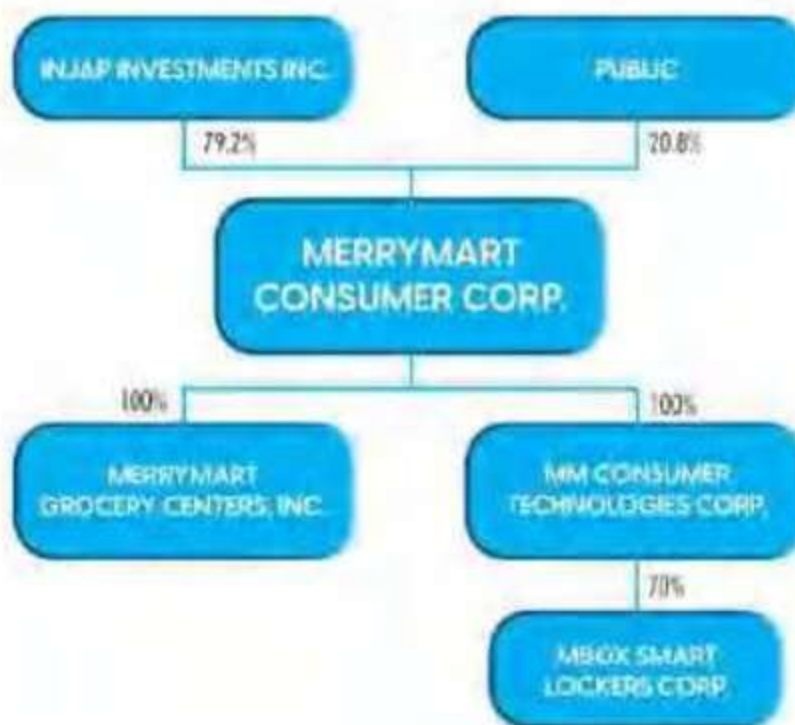 INJAP INVESTMENTS INC.
PUBLIC
79.2%
20.8%
MERRYMART
CONSUMER CORP.
100%
100%
MERRYMART
GROCERY CENTERS, INC.
MM CONSUMER
TECHNOLOGIES CORP.
70%
MBOX SMART
LOCKERS CORP.